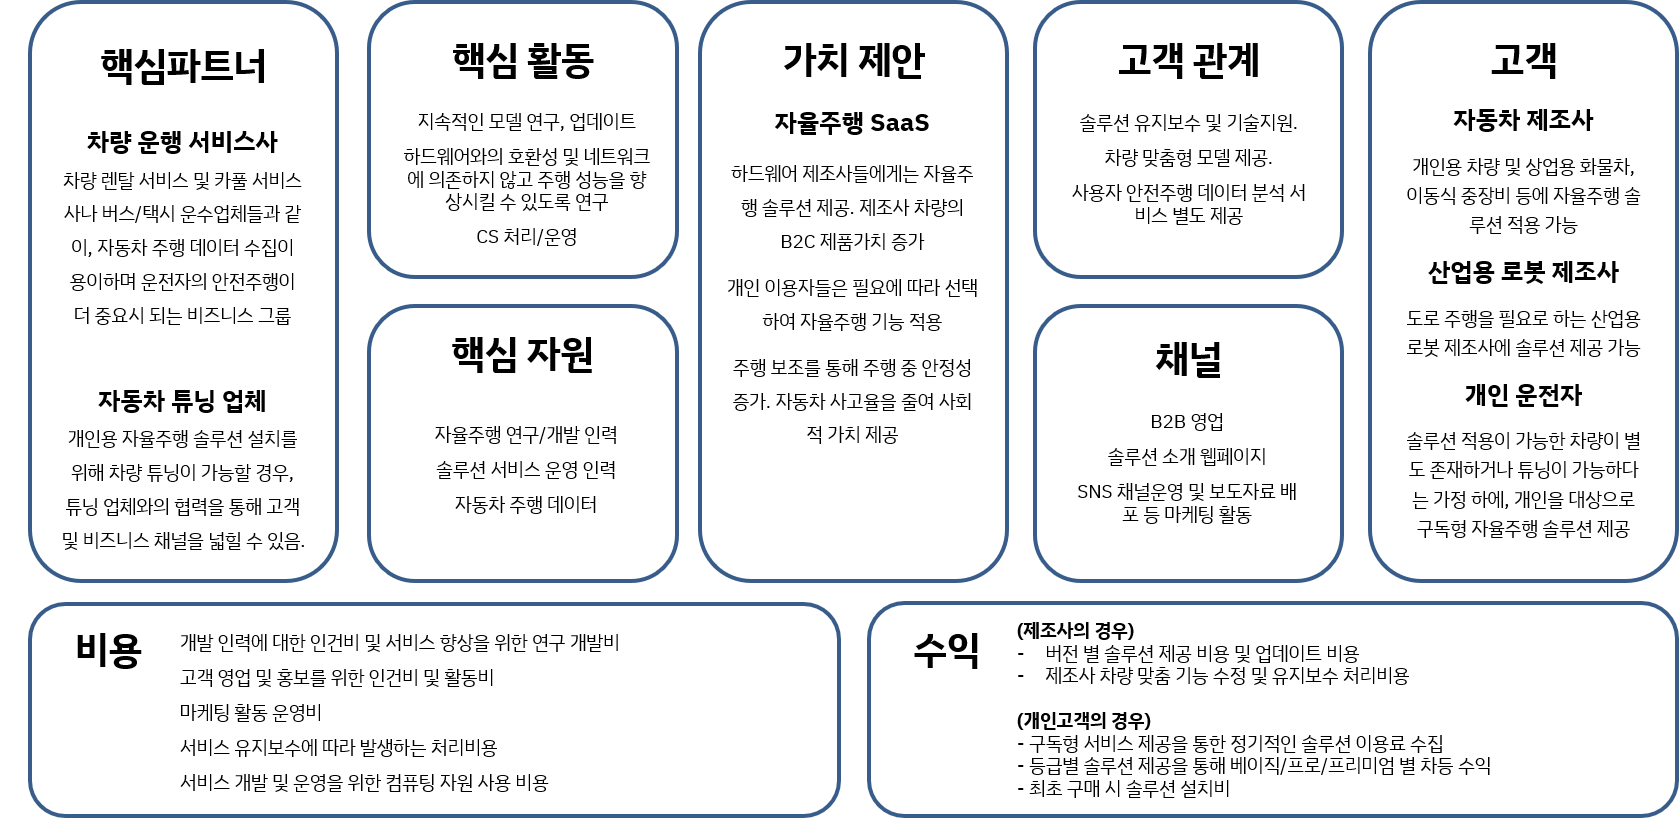 핵심파트너
차량 운행 서비스사
차량 렌탈 서비스 및 카풀 서비스
사나 버스/택시 운수업체들과 같
이, 자동차 주행 데이터 수집이
용이하며 운전자의 안전주행이
더 중요시 되는 비즈니스 그룹
자동차 튜닝 업체
개인용 자율주행 솔루션 설치를
위해 차량 튜닝이 가능할 경우,
튜닝 업체와의 협력을 통해 고객
및 비즈니스 채널을 넓힐 수 있음.
핵심 활동
지속적인 모델 연구, 업데이트
하드웨어와의 호환성 및 네트워크
에 의존하지 않고 주행 성능을 향
상시킬 수 있도록 연구
CS 처리/운영
핵심 자원
자율주행 연구/개발 인력
솔루션 서비스 운영 인력
자동차 주행 데이터
가치 제안
자율주행 SaaS
하드웨어 제조사들에게는 자율주
행 솔루션 제공. 제조사 차량의
B2C 제품가치 증가
개인 이용자들은 필요에 따라 선택
하여 자율주행 기능 적용
주행 보조를 통해 주행 중 안정성
증가. 자동차 사고율을 줄여 사회
적 가치 제공
고객 관계
솔루션 유지보수 및 기술지원.
차량 맞춤형 모델 제공.
사용자 안전주행 데이터 분석 서
비스 별도 제공
채널
B2B 영업
솔루션 소개 웹페이지
SNS 채널운영 및 보도자료 배
포 등 마케팅 활동
고객
자동차 제조사
개인용 차량 및 상업용 화물차,
이동식 중장비 등에 자율주행 솔
루션 적용 가능
산업용 로봇 제조사
도로 주행을 필요로 하는 산업용
로봇 제조사에 솔루션 제공 가능
개인 운전자
솔루션 적용이 가능한 차량이 별
도 존재하거나 튜닝이 가능하다
는 가정 하에, 개인을 대상으로
구독형 자율주행 솔루션 제공
비용
개발 인력에 대한 인건비 및 서비스 향상을 위한 연구 개발비
고객 영업 및 홍보를 위한 인건비 및 활동비
마케팅 활동 운영비
서비스 유지보수에 따라 발생하는 처리비용
서비스 개발 및 운영을 위한 컴퓨팅 자원 사용 비용
수익
(제조사의 경우)
- 버전 별 솔루션 제공 비용 및 업데이트 비용
- 제조사 차량 맞춤 기능 수정 및 유지보수 처리비용
(개인고객의 경우)
- 구독형 서비스 제공을 통한 정기적인 솔루션 이용료 수집
- 등급별 솔루션 제공을 통해 베이직/프로/프리미엄 별 차등 수익
- 최초 구매 시 솔루션 설치비